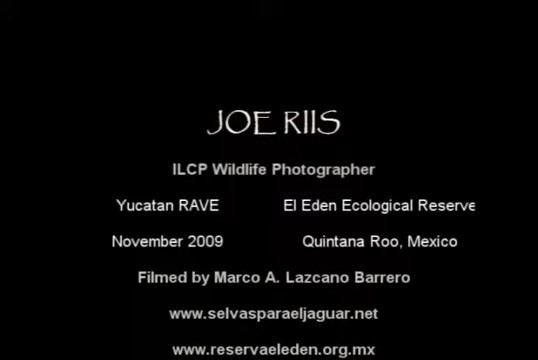 JOE RIIS
ILCP Wildlife Photographer
Yucatan RAVE El Eden Ecological Reserve
November 2009 Quintana Roo, Mexico
Filmed by Marco A. Lazcano Barrero
www.selvasparaeljaguar.net
www.reservaeleden.org.mx